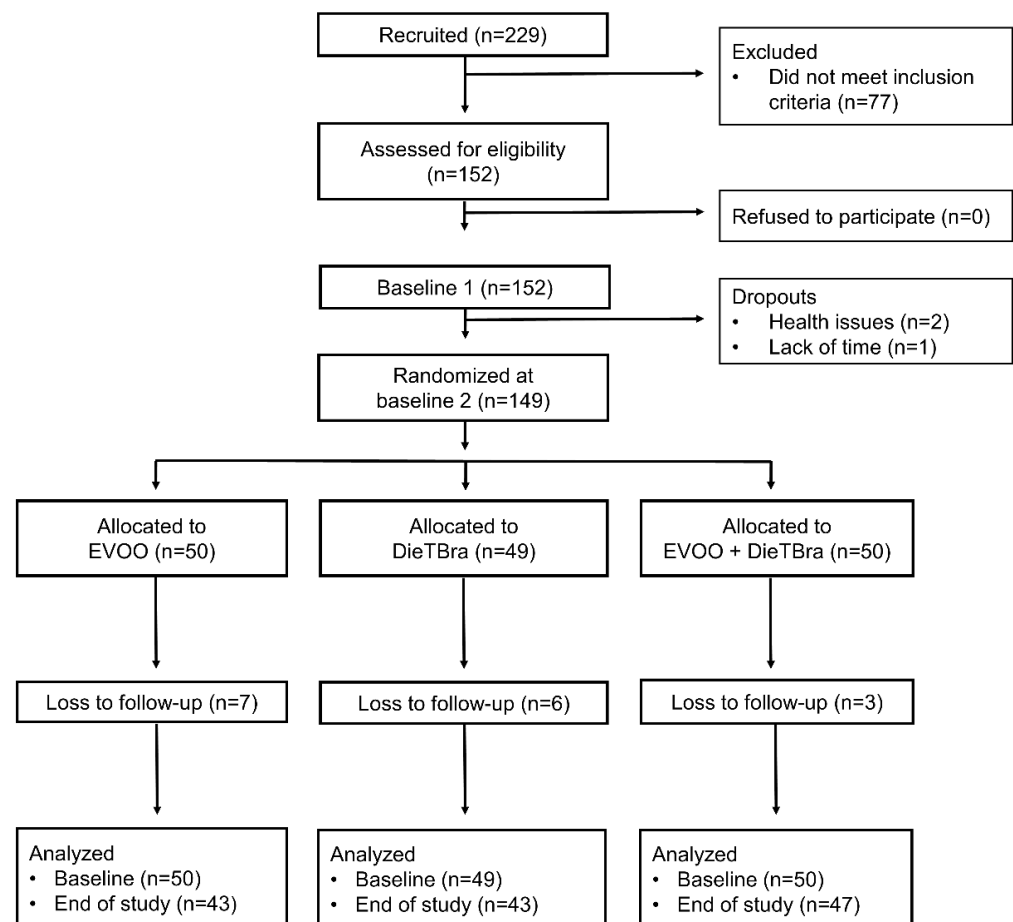 Recruited (n=229)
Excluded
• Did not meet inclusion
criteria (n=77)
Assessed for eligibility
(n=152)
Refused to participate (n=0)
Baseline 1 (n=152)
Dropouts
• Health issues (n=2)
• Lack of time (n=1)
Randomized at
baseline 2 (n=149)
Allocated to
EVOO (n=50)
Allocated to
DieTBra (n=49)
Allocated to
EVOO + DieTBra (n=50)
Loss to follow-up (n=7)
Loss to follow-up (n=6)
Loss to follow-up (n=3)
Analyzed
• Baseline (n=50)
• End of study (n=43)
Analyzed
• Baseline (n=49)
• End of study (n=43)
Analyzed
• Baseline (n=50)
• End of study (n=47)